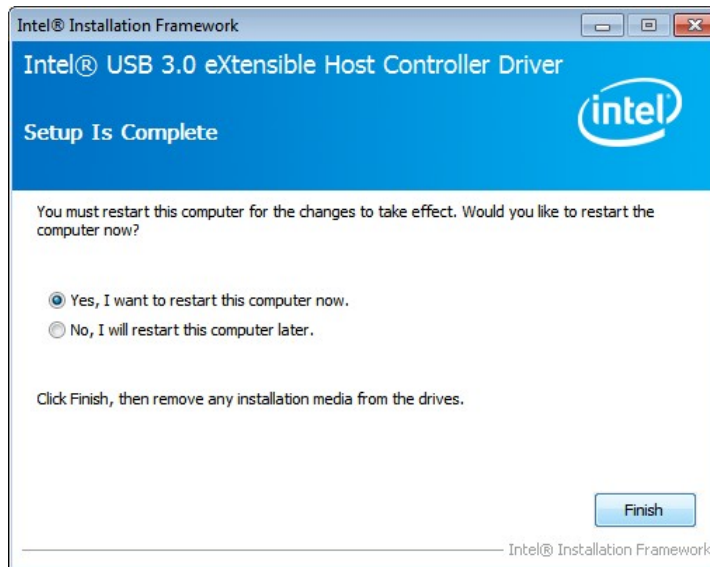 Intel® Installation Framework
Intel® USB 3.0 eXtensible Host Controller Driver
intel
Setup Is Complete
You must restart this computer for the changes to take effect. Would you like to restart the
computer now?
Yes, I want to restart this computer now.
No, I will restart this computer later.
Click Finish, then remove any installation media from the drives.
Finish
Intel® Installation Framework